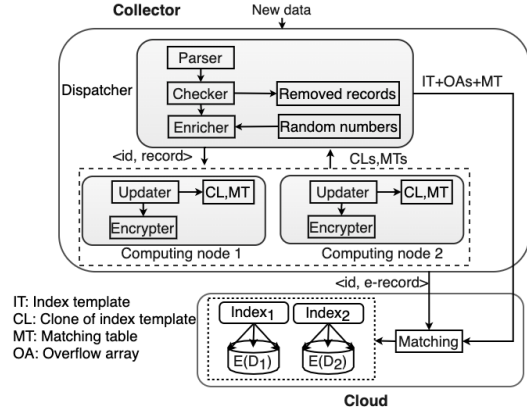 Collector
New data
Parser
IT+OAs+MT
Dispatcher
Checker
Removed records
Enricher
Random numbers
<id, record>
CLs,MTs
Updater
CL,MT
Updater
CL,MT
Encrypter
Encrypter
Computing node 1
Computing node 2
<id, e-record>
IT: Index template
CL: Clone of index template
MT: Matching table
OA: Overflow array
Index1
Index2
Matching
E(D1)
E(D2)
Cloud